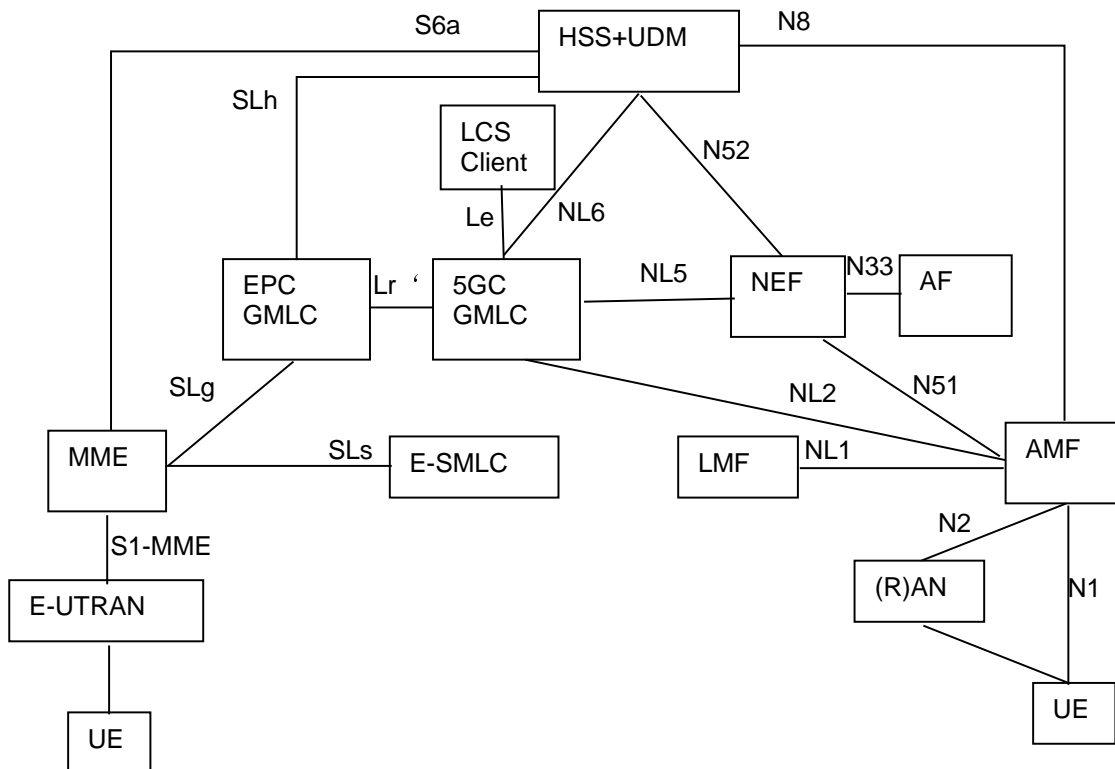 S6a
HSS+UDM
N8
SLh
LCS
Client
N52
Le
NL6
EPC
GMLC
Lr ‘
5GC
GMLC
NL5
NEF
N33
AF
SLg
NL2
N51
MME
SLs
E-SMLC
LMF
NL1
AMF
S1-MME
N2
E-UTRAN
(R)AN
N1
UE
UE